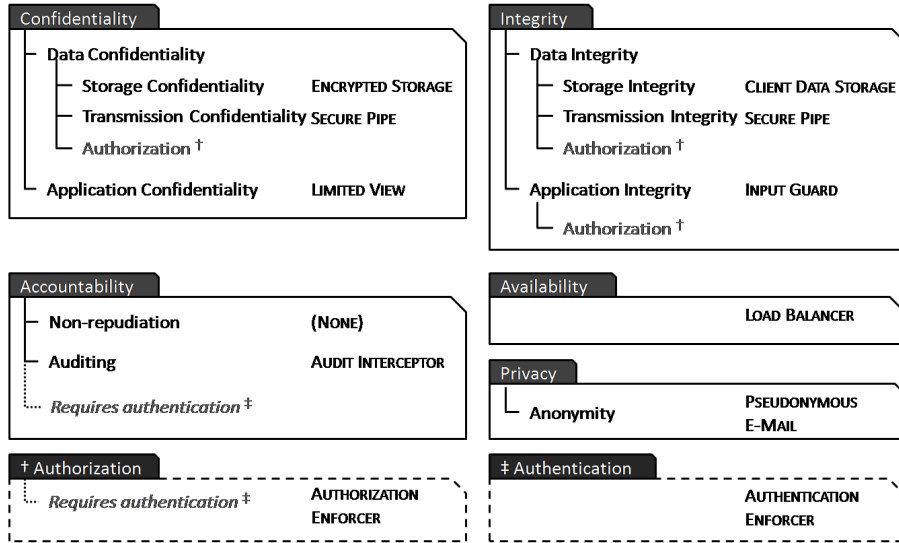 Confidentiality
Data Confidentiality
Storage Confidentiality ENCRYPTED STORAGE
Transmission Confidentiality SECURE PIPE
Authorization †
Application Confidentiality LIMITED VIEW
Integrity
Data Integrity
Storage Integrity CLIENT DATA STORAGE
Transmission Integrity SECURE PIPE
Authorization †
Application Integrity INPUT GUARD
Authorization †
Accountability
Non-repudiation (NONE)
Auditing AUDIT INTERCEPTOR
Requires authentication ‡
Availability
LOAD BALANCER
Privacy
Anonymity PSEUDONYMOUS
E-MAIL
† Authorization
Requires authentication ‡ AUTHORIZATION
ENFORCER
‡ Authentication
AUTHENTICATION
ENFORCER